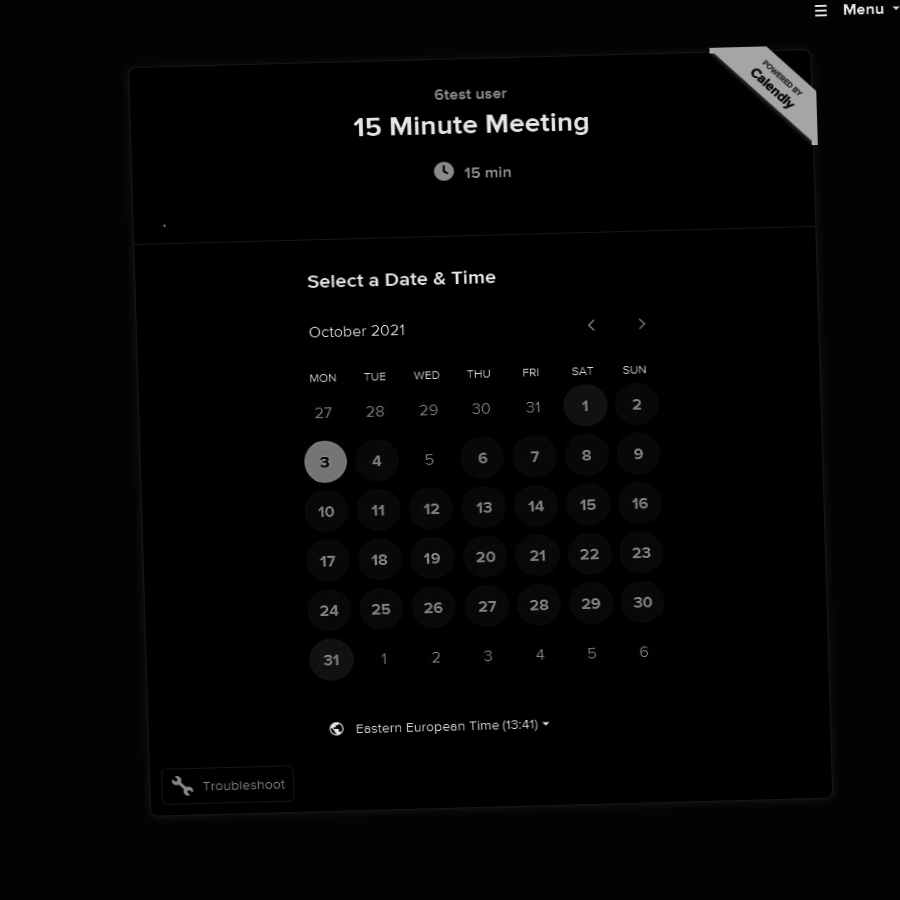 Menu
POWERED BY
Calendly
6test user
15 Minute Meeting
15 min
Select a Date & Time
October 2021
MON TUE WED THU FRI SAT SUN
27 28 29 30 31 1 2
3 4 5 6 7 8 9
10 11 12 13 14 15 16
17 18 19 20 21 22 23
24 25 26 27 28 29 30
31 1 2 3 4 5 6
Eastern European Time (13:41)
Troubleshoot